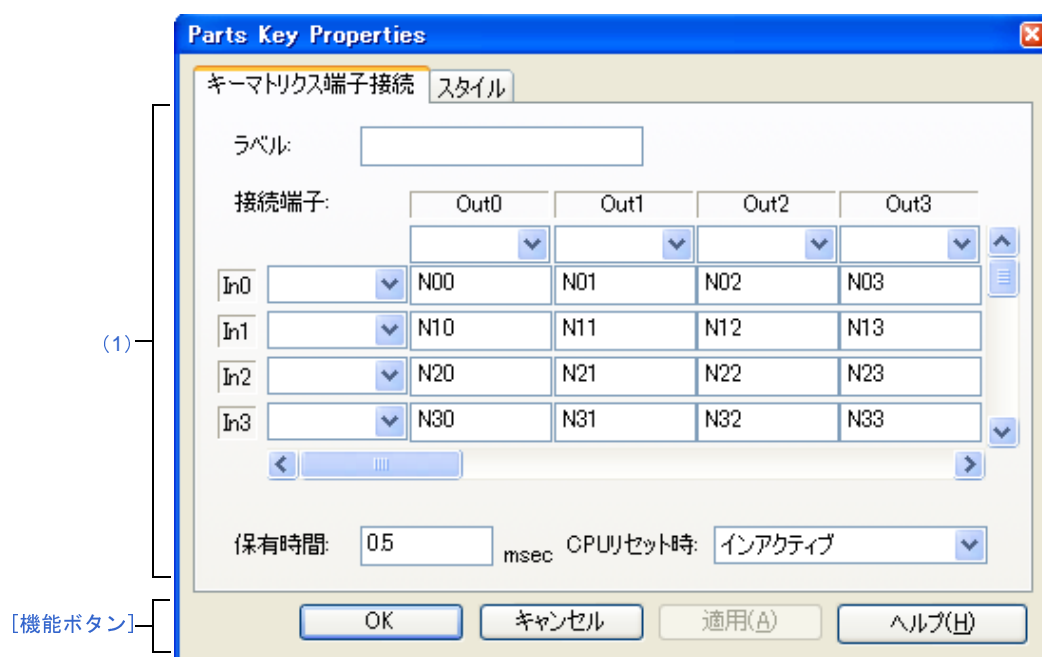 Parts Key Properties
キーマトリクス端子接続 スタイル
ラベル:
接続端子: Out0 Out1 Out2 Out3
In0 N00 N01 N02 N03
In1 N10 N11 N12 N13
(1)
In2 N20 N21 N22 N23
In3 N30 N31 N32 N33
保有時間: 0.5 msec CPUリセット時: インアクティブ
[機能ボタン] OK キャンセル 適用(A) ヘルプ(H)